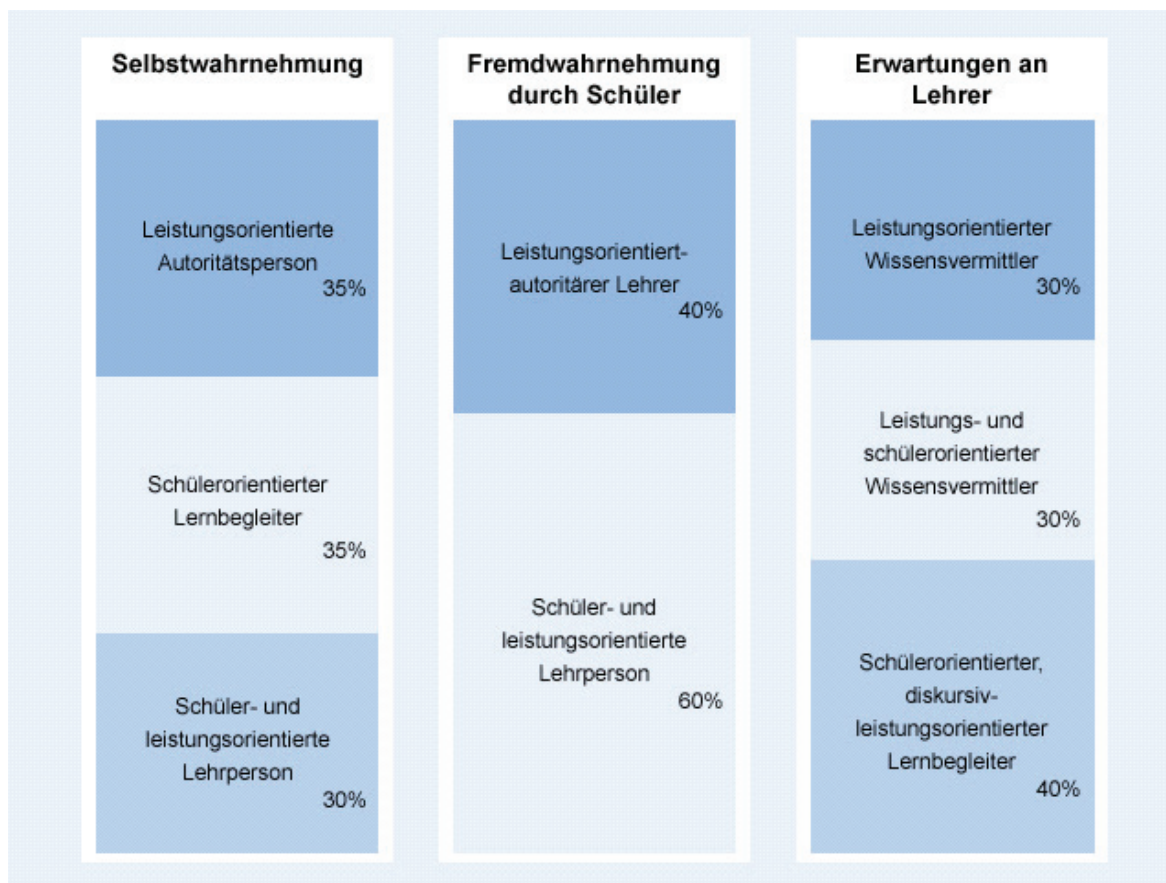 Selbstwahrnehmung
Leistungsorientierte
Autoritätsperson
35%
Schülerorientierter
Lernbegleiter
35%
Schüler- und
leistungsorientierte
Lehrperson
30%
Fremdwahrnehmung
durch Schüler
Leistungsorientiert-
autoritärer Lehrer
40%
Schüler- und
leistungsorientierte
Lehrperson
60%
Erwartungen an
Lehrer
Leistungsorientierter
Wissensvermittler
30%
Leistungs- und
schülerorientierter
Wissensvermittler
30%
Schülerorientierter,
diskursiv-
leistungsorientierter
Lernbegleiter
40%